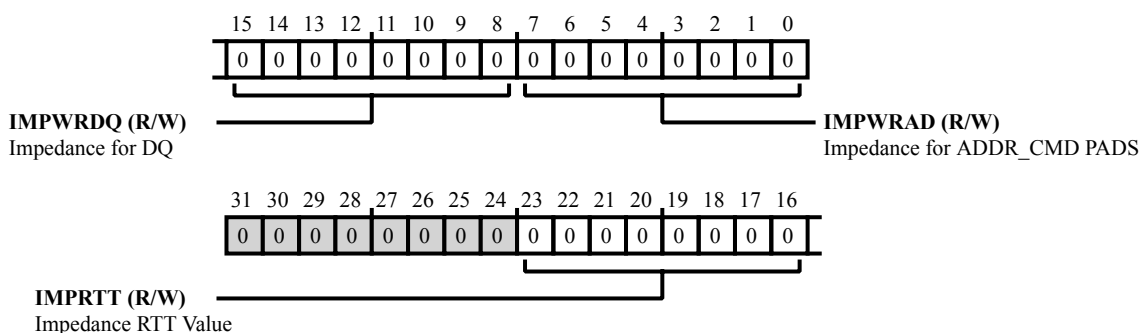 15 14 13 12 11 10 9 8 7 6 5 4 3 2 1 0
0 0 0 0 0 0 0 0 0 0 0 0 0 0 0 0
IMPWRDQ (R/W)
Impedance for DQ
IMPWRAD (R/W)
Impedance for ADDR_CMD PADS
31 30 29 28 27 26 25 24 23 22 21 20 19 18 17 16
0 0 0 0 0 0 0 0 0 0 0 0 0 0 0 0
IMPRTT (R/W)
Impedance RTT Value